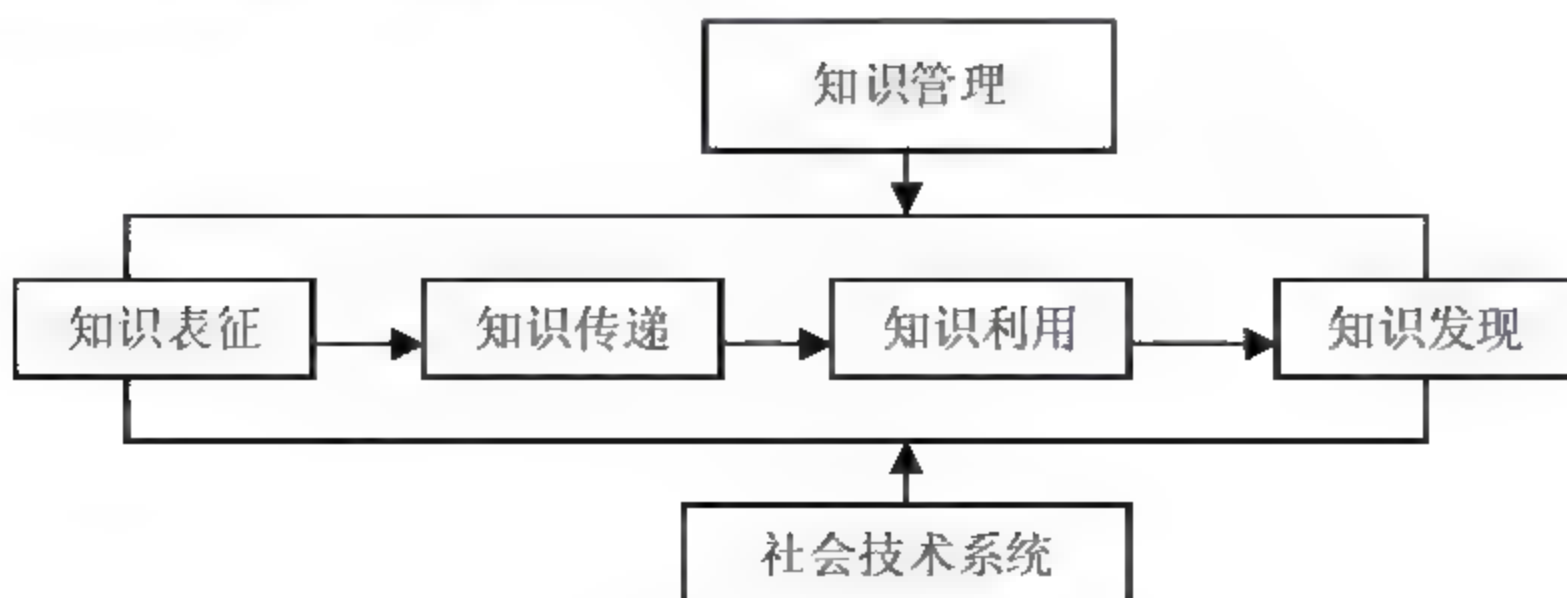 知识管理
知识表征
知识传递
知识利用
知识发现
社会技术系统